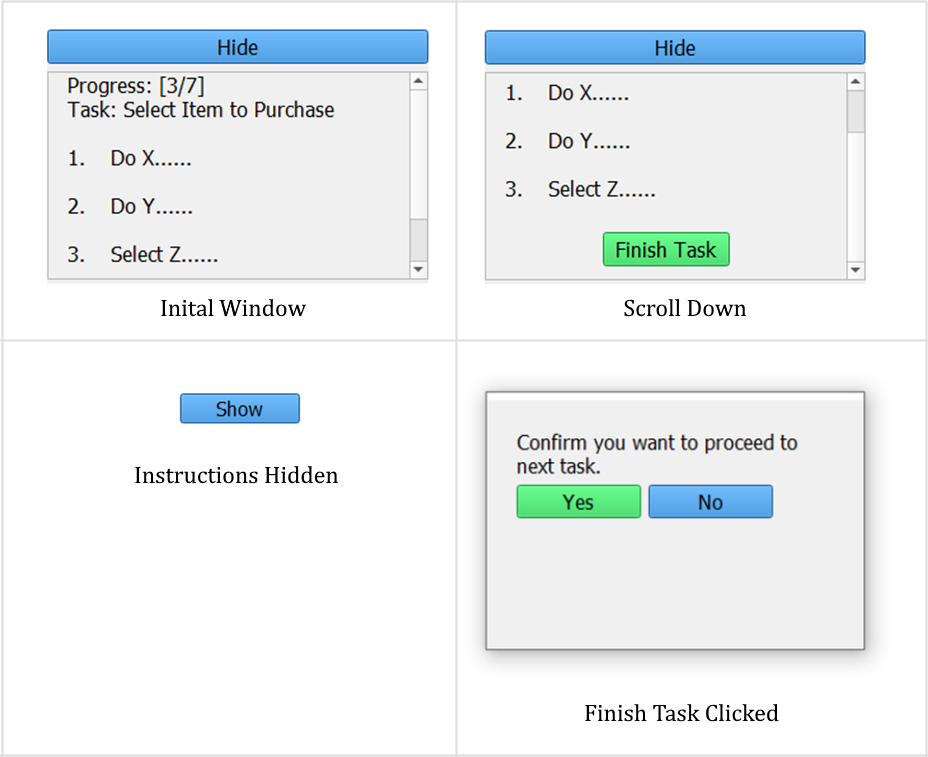 Hide
Progress: [3/7]
Task: Select Item to Purchase
1. Do X......
2. Do Y......
3. Select Z......
Inital Window
Hide
1. Do X......
2. Do Y......
3. Select Z......
Finish Task
Scroll Down
Show
Instructions Hidden
Confirm you want to proceed to
next task.
Yes No
Finish Task Clicked